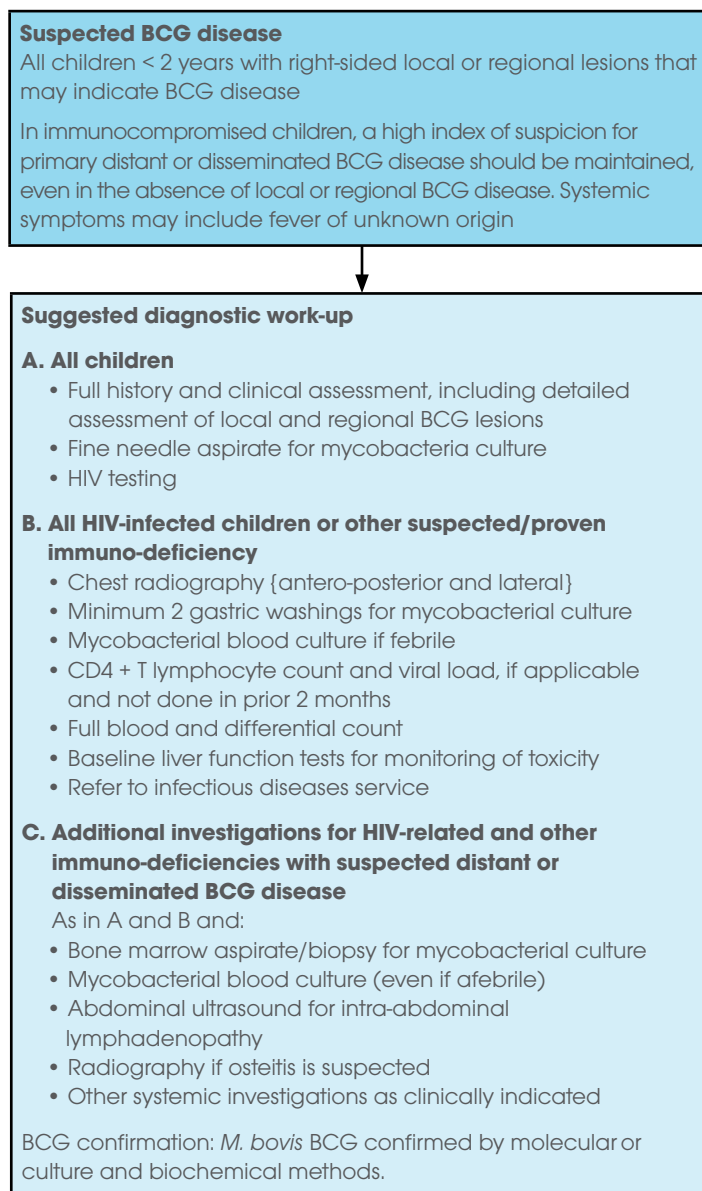 Suspected BCG disease
All children < 2 years with right-sided local or regional lesions that
may indicate BCG disease
In immunocompromised children, a high index of suspicion for
primary distant or disseminated BCG disease should be maintained,
even in the absence of local or regional BCG disease. Systemic
symptoms may include fever of unknown origin
Suggested diagnostic work-up
A. All children
• Full history and clinical assessment, including detailed
assessment of local and regional BCG lesions
• Fine needle aspirate for mycobacteria culture
• HIV testing
B. All HIV-infected children or other suspected/proven
immuno-deficiency
• Chest radiography {antero-posterior and lateral}
• Minimum 2 gastric washings for mycobacterial culture
• Mycobacterial blood culture if febrile
• CD4 + T lymphocyte count and viral load, if applicable
and not done in prior 2 months
• Full blood and differential count
• Baseline liver function tests for monitoring of toxicity
• Refer to infectious diseases service
C. Additional investigations for HIV-related and other
immuno-deficiencies with suspected distant or
disseminated BCG disease
As in A and B and:
• Bone marrow aspirate/biopsy for mycobacterial culture
• Mycobacterial blood culture (even if afebrile)
• Abdominal ultrasound for intra-abdominal
lymphadenopathy
• Radiography if osteitis is suspected
• Other systemic investigations as clinically indicated
BCG confirmation: M. bovis BCG confirmed by molecular or
culture and biochemical methods.